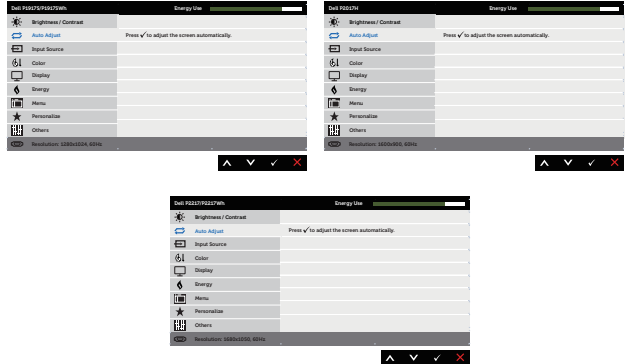 Dell P1917S/P1917SWh Energy Use
Brightness / Contrast
Auto Adjust Press ✓ to adjust the screen automatically.
Input Source
Color
Display
Energy
Menu
Personalize
Others
Resolution: 1280x1024, 60Hz
Dell P2017H Energy Use
Brightness / Contrast
Auto Adjust Press ✓ to adjust the screen automatically.
Input Source
Color
Display
Energy
Menu
Personalize
Others
Resolution: 1600x900, 60Hz
Dell P2217/P2217Wh Energy Use
Brightness / Contrast
Auto Adjust Press ✓ to adjust the screen automatically.
Input Source
Color
Display
Energy
Menu
Personalize
Others
Resolution: 1680x1050, 60Hz